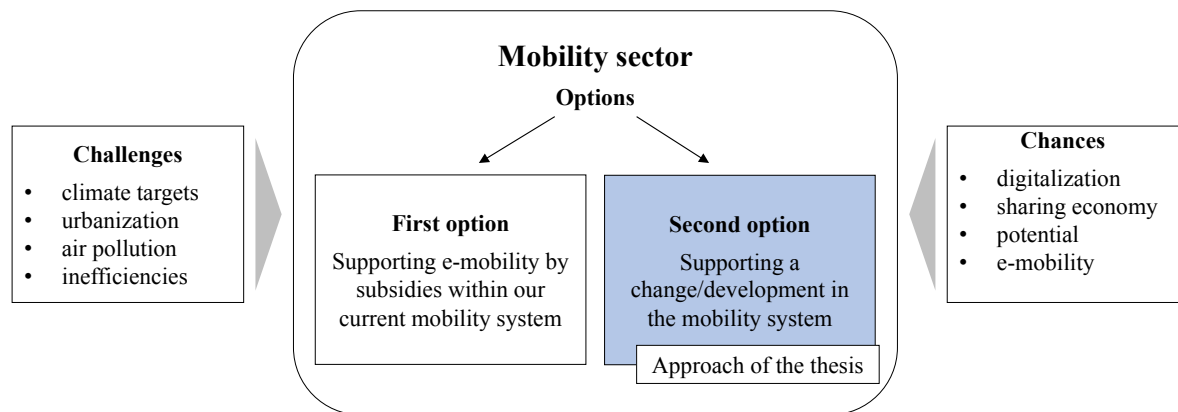 Mobility sector
Options
Challenges
• climate targets
• urbanization
• air pollution
• inefficiencies
First option
Supporting e-mobility by
subsidies within our
current mobility system
Second option
Supporting a
change/development in
the mobility system
Approach of the thesis
Chances
• digitalization
• sharing economy
• potential
• e-mobility